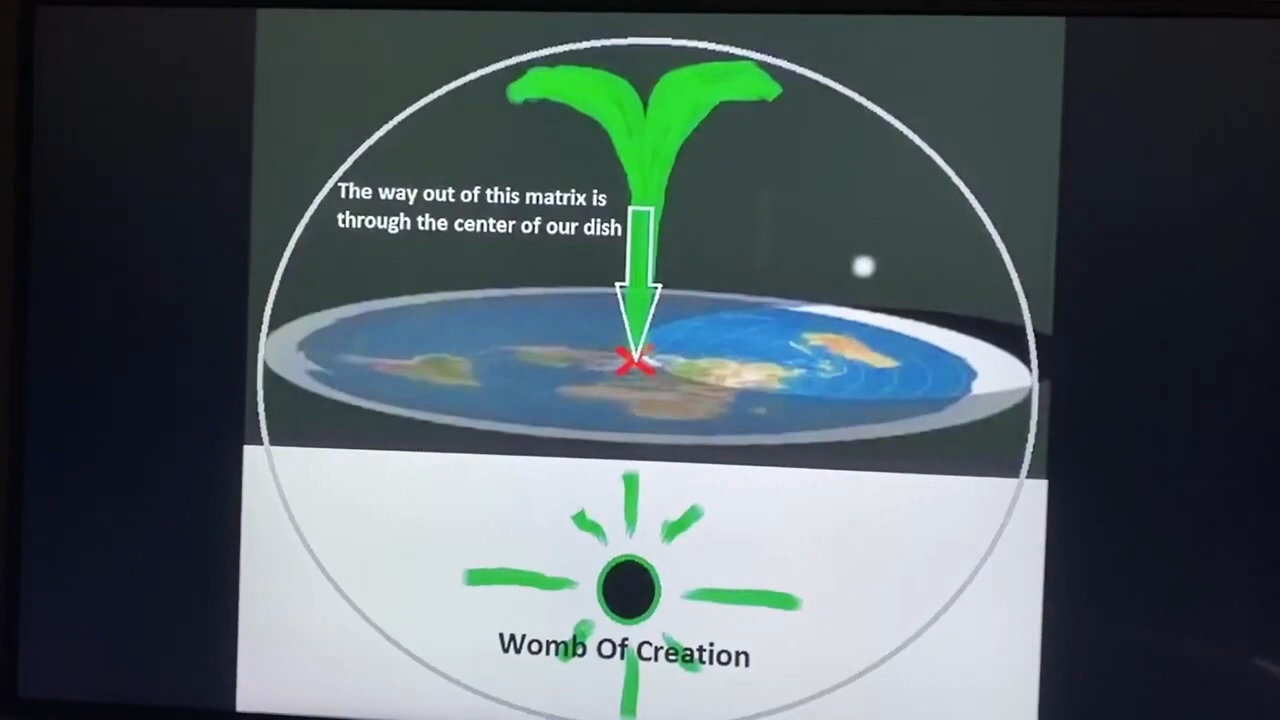 The way out of this matrix is
through the center of our dish
Womb Of Creation